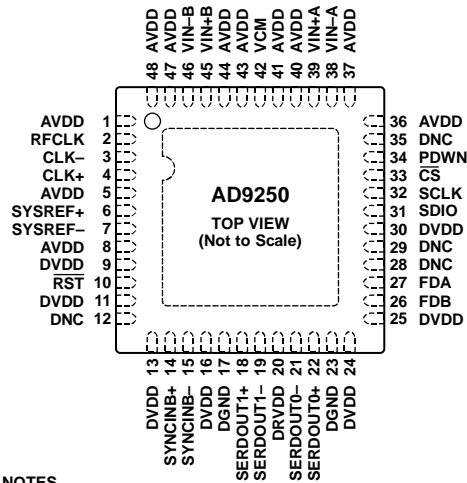 48 AVDD
47 AVDD
46 VIN–B
45 VIN+B
44 AVDD
43 AVDD
42 VCM
41 AVDD
40 AVDD
39 VIN+A
38 VIN–A
37 AVDD
AVDD 1
RFCLK 2
CLK– 3
CLK+ 4
AVDD 5
SYSREF+ 6
SYSREF– 7
AVDD 8
DVDD 9
RST 10
DVDD 11
DNC 12
AD9250
TOP VIEW
(Not to Scale)
36 AVDD
35 DNC
34 PDWN
33 CS
32 SCLK
31 SDIO
30 DVDD
29 DNC
28 DNC
27 FDA
26 FDB
25 DVDD
DVDD 13
SYNCINB+ 14
SYNCINB– 15
DVDD 16
DGND 17
SERDOUT1+ 18
SERDOUT1– 19
DRVDD 20
SERDOUT0– 21
SERDOUT0+ 22
DGND 23
DVDD 24
NOTES